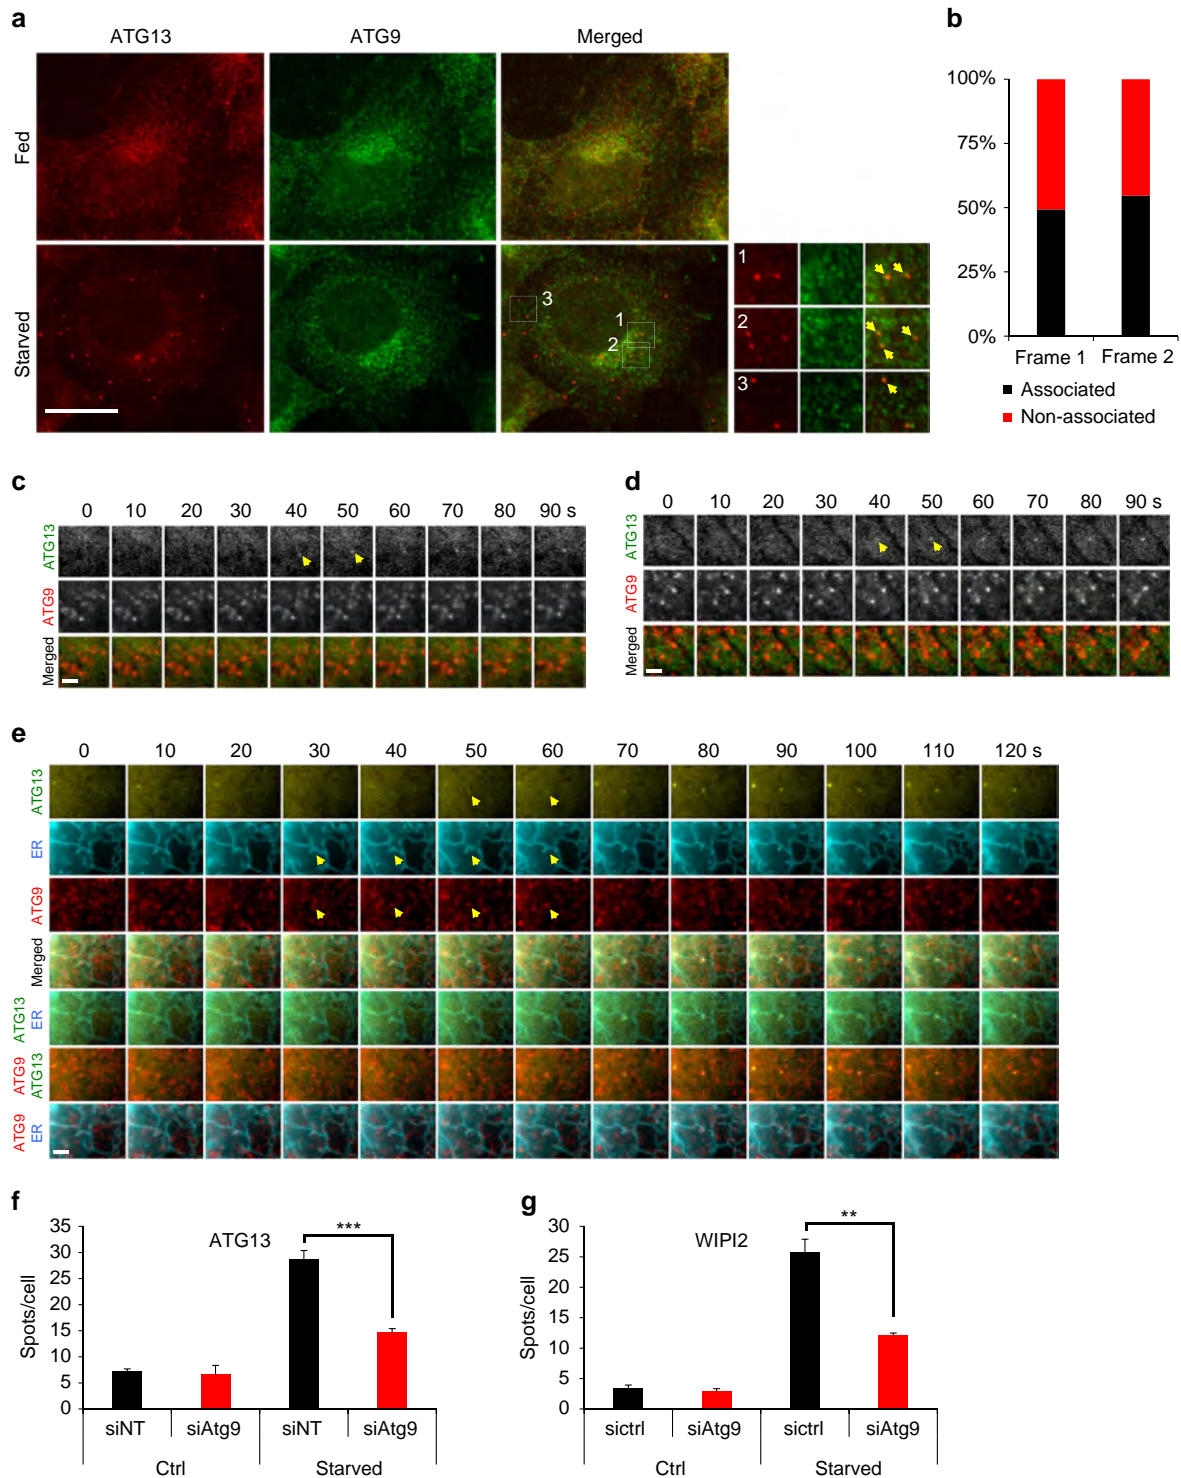 a
ATG13 ATG9 Merged
Fed
Starved
3
1
2
1
2
3
b
100%
75%
50%
25%
0%
Frame 1 Frame 2
Associated
Non-associated
c
0 10 20 30 40 50 60 70 80 90 s
ATG13
ATG9
Merged
d
0 10 20 30 40 50 60 70 80 90 s
ATG13
ATG9
Merged
e
0 10 20 30 40 50 60 70 80 90 100 110 120 s
ATG13
ER
ATG9
Merged
ATG13
ER
ATG9
ATG13
ATG9
ER
f
ATG13
***
Spots/cell
35
30
25
20
15
10
5
0
siNT siAtg9 siNT siAtg9
Ctrl Starved
g
WIPI2
**
Spots/cell
30
25
20
15
10
5
0
sictrl siAtg9 sictrl siAtg9
Ctrl Starved